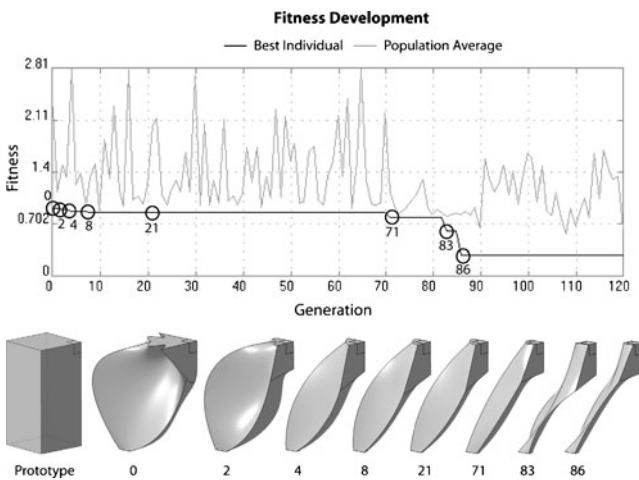 Fitness Development
Best Individual Population Average
2.81
2.11
1.4
0
0.702
0
Fitness
2 4 8 21 71 83 86
0 10 20 30 40 50 60 70 80 90 100 110 120
Generation
Prototype 0 2 4 8 21 71 83 86